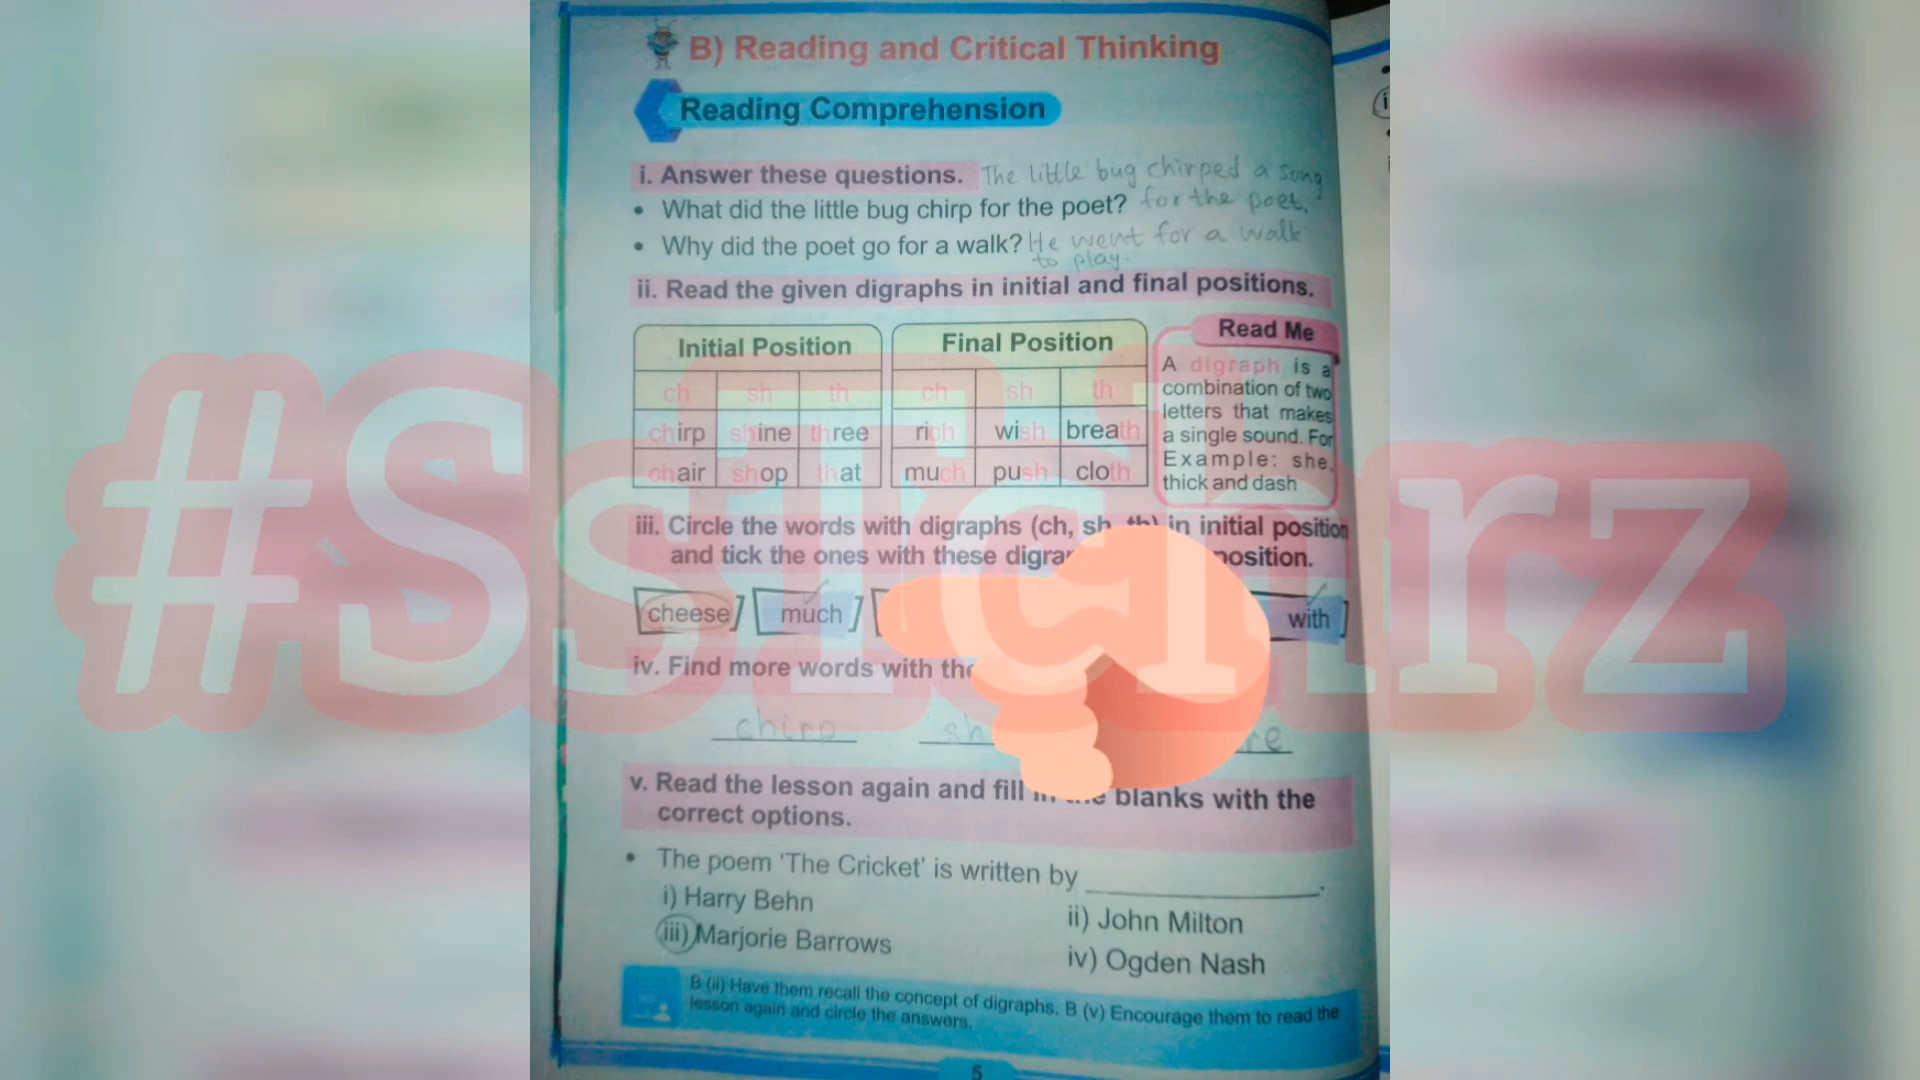 B) Reading and Critical Thinking
Reading Comprehension
i. Answer these questions. The little bug chirped a song
• What did the little bug chirp for the poet? for the poet.
• Why did the poet go for a walk? He went for a walk
to play.
ii. Read the given digraphs in initial and final positions.
Initial Position Final Position Read Me
ch sh th ch sh th
chirp shine three rich wish breath
chair shop that much push cloth
A digraph is a
combination of two
letters that makes
a single sound. For
Example: she,
thick and dash
iii. Circle the words with digraphs (ch, sh, th) in initial position
and tick the ones with these position.
cheese much with
iv. Find more words with
chirp
v. Read the lesson again and fill in the blanks with the
correct options.
• The poem ‘The Cricket’ is written by ____________.
i) Harry Behn ii) John Milton
iii) Marjorie Barrows iv) Ogden Nash
B (ii) Have them recall the concept of digraphs. B (v) Encourage them to read the
lesson again and circle the answers.
5
#SsTchrz